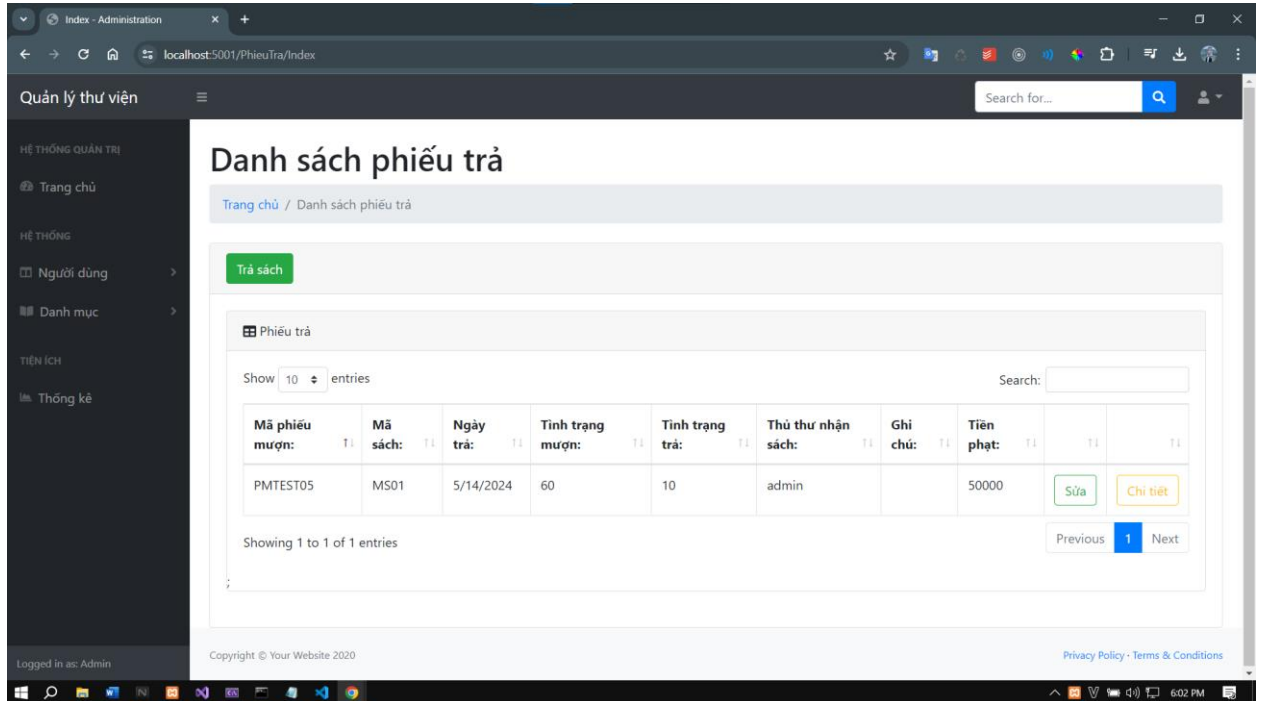 Index - Administration
localhost:5001/PhieuTra/Index
Quản lý thư viện
Search for...
HỆ THỐNG QUẢN TRỊ
Trang chủ
HỆ THỐNG
Người dùng
Danh mục
TIỆN ÍCH
Thống kê
Logged in as: Admin
Danh sách phiếu trả
Trang chủ / Danh sách phiếu trả
Trả sách
Phiếu trả
Show 10 entries
Search:
Mã phiếu mượn: Mã sách: Ngày trả: Tình trạng mượn: Tình trạng trả: Thủ thư nhận sách: Ghi chú: Tiền phạt:
PMTEST05 MS01 5/14/2024 60 10 admin 50000 Sửa Chi tiết
Showing 1 to 1 of 1 entries
Previous 1 Next
;
Copyright © Your Website 2020
Privacy Policy · Terms & Conditions
6:02 PM